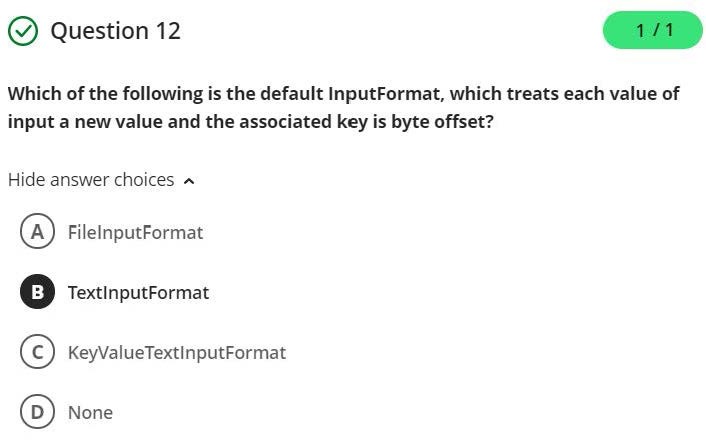 Question 12
1 / 1
Which of the following is the default InputFormat, which treats each value of
input a new value and the associated key is byte offset?
Hide answer choices
A FileInputFormat
B TextInputFormat
C KeyValueTextInputFormat
D None